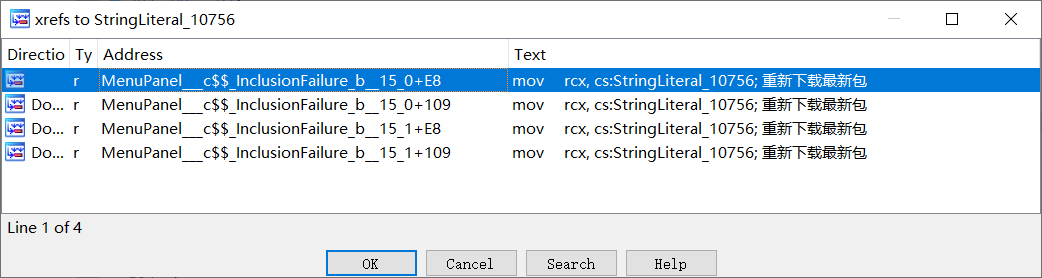 xrefs to StringLiteral_10756
Directio Ty Address Text
r MenuPanel___c$$_InclusionFailure_b__15_0+E8 mov rcx, cs:StringLiteral_10756; 重新下载最新包
Do... r MenuPanel___c$$_InclusionFailure_b__15_0+109 mov rcx, cs:StringLiteral_10756; 重新下载最新包
Do... r MenuPanel___c$$_InclusionFailure_b__15_1+E8 mov rcx, cs:StringLiteral_10756; 重新下载最新包
Do... r MenuPanel___c$$_InclusionFailure_b__15_1+109 mov rcx, cs:StringLiteral_10756; 重新下载最新包
Line 1 of 4
OK Cancel Search Help